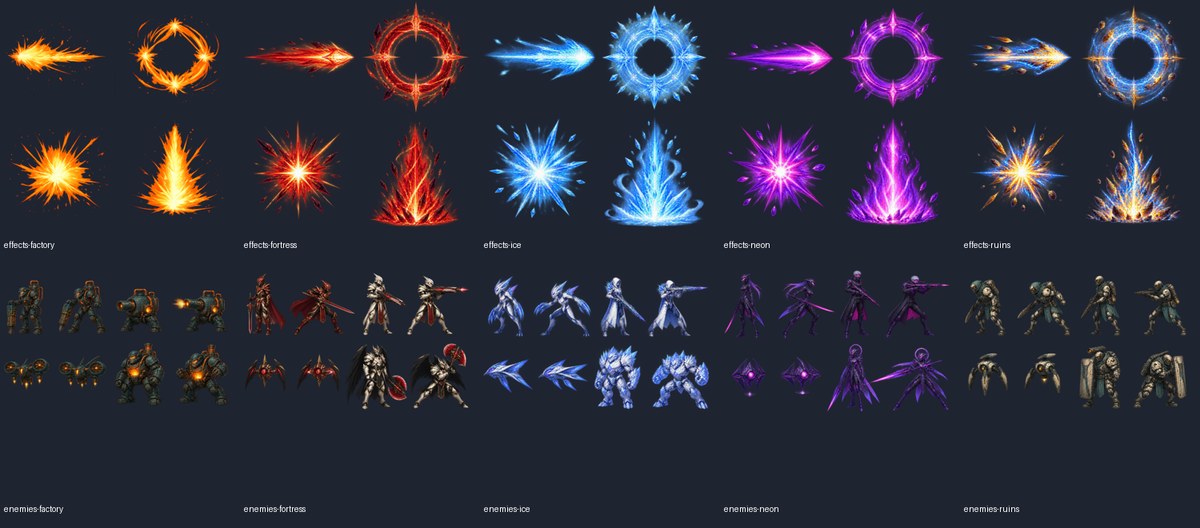 effects-factory
effects-fortress
effects-ice
effects-neon
effects-ruins
enemies-factory
enemies-fortress
enemies-ice
enemies-neon
enemies-ruins